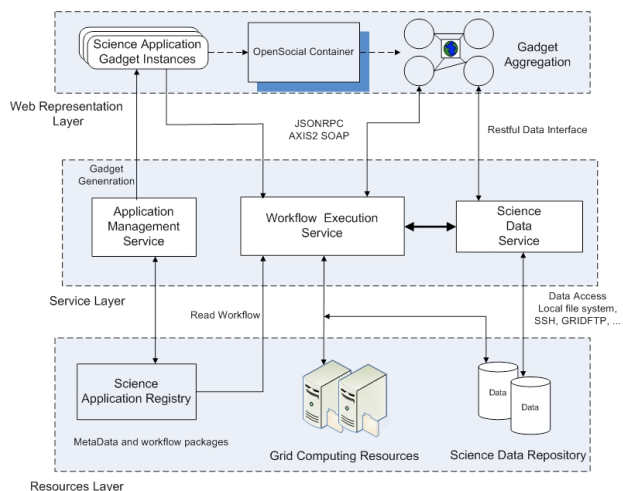 Science Application
Gadget Instances
OpenSocial Container
Gadget
Aggregation
Web Representation
Layer
JSONRPC
AXIS2 SOAP
Restful Data Interface
Gadget
Genenration
Application
Management
Service
Workflow Execution
Service
Science
Data
Service
Service Layer
Read Workflow
Data Access
Local file system,
SSH, GRIDFTP, ...
Science
Application Registry
Data
Data
MetaData and workflow packages
Grid Computing Resources
Science Data Repository
Resources Layer